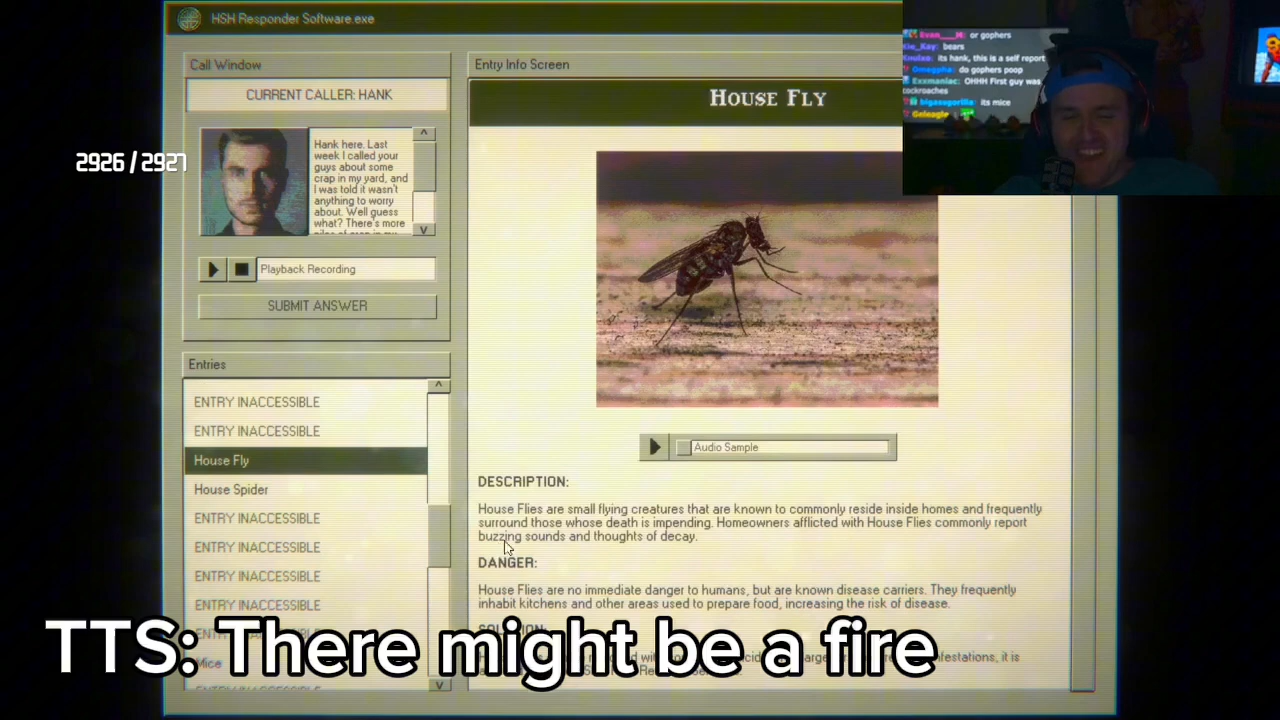 HSH Responder Software.exe
Call Window
CURRENT CALLER: HANK
Hank here. Last
week I called your
guys about some
crap in my yard, and
I was told it wasn't
anything to worry
about. Well guess
what? There's more
Playback Recording
SUBMIT ANSWER
2926 / 2927
Entries
ENTRY INACCESSIBLE
ENTRY INACCESSIBLE
House Fly
House Spider
ENTRY INACCESSIBLE
ENTRY INACCESSIBLE
ENTRY INACCESSIBLE
ENTRY INACCESSIBLE
Mice
Entry Info Screen
HOUSE FLY
Audio Sample
DESCRIPTION:
House Flies are small flying creatures that are known to commonly reside inside homes and frequently
surround those whose death is impending. Homeowners afflicted with House Flies commonly report
buzzing sounds and thoughts of decay.
DANGER:
House Flies are no immediate danger to humans, but are known disease carriers. They frequently
inhabit kitchens and other areas used to prepare food, increasing the risk of disease.
or gophers
bears
its hank, this is a self report
do gophers poop
Exxmaniac: OHHH First guy was
cockroaches
its mice
TTS: There might be a fire